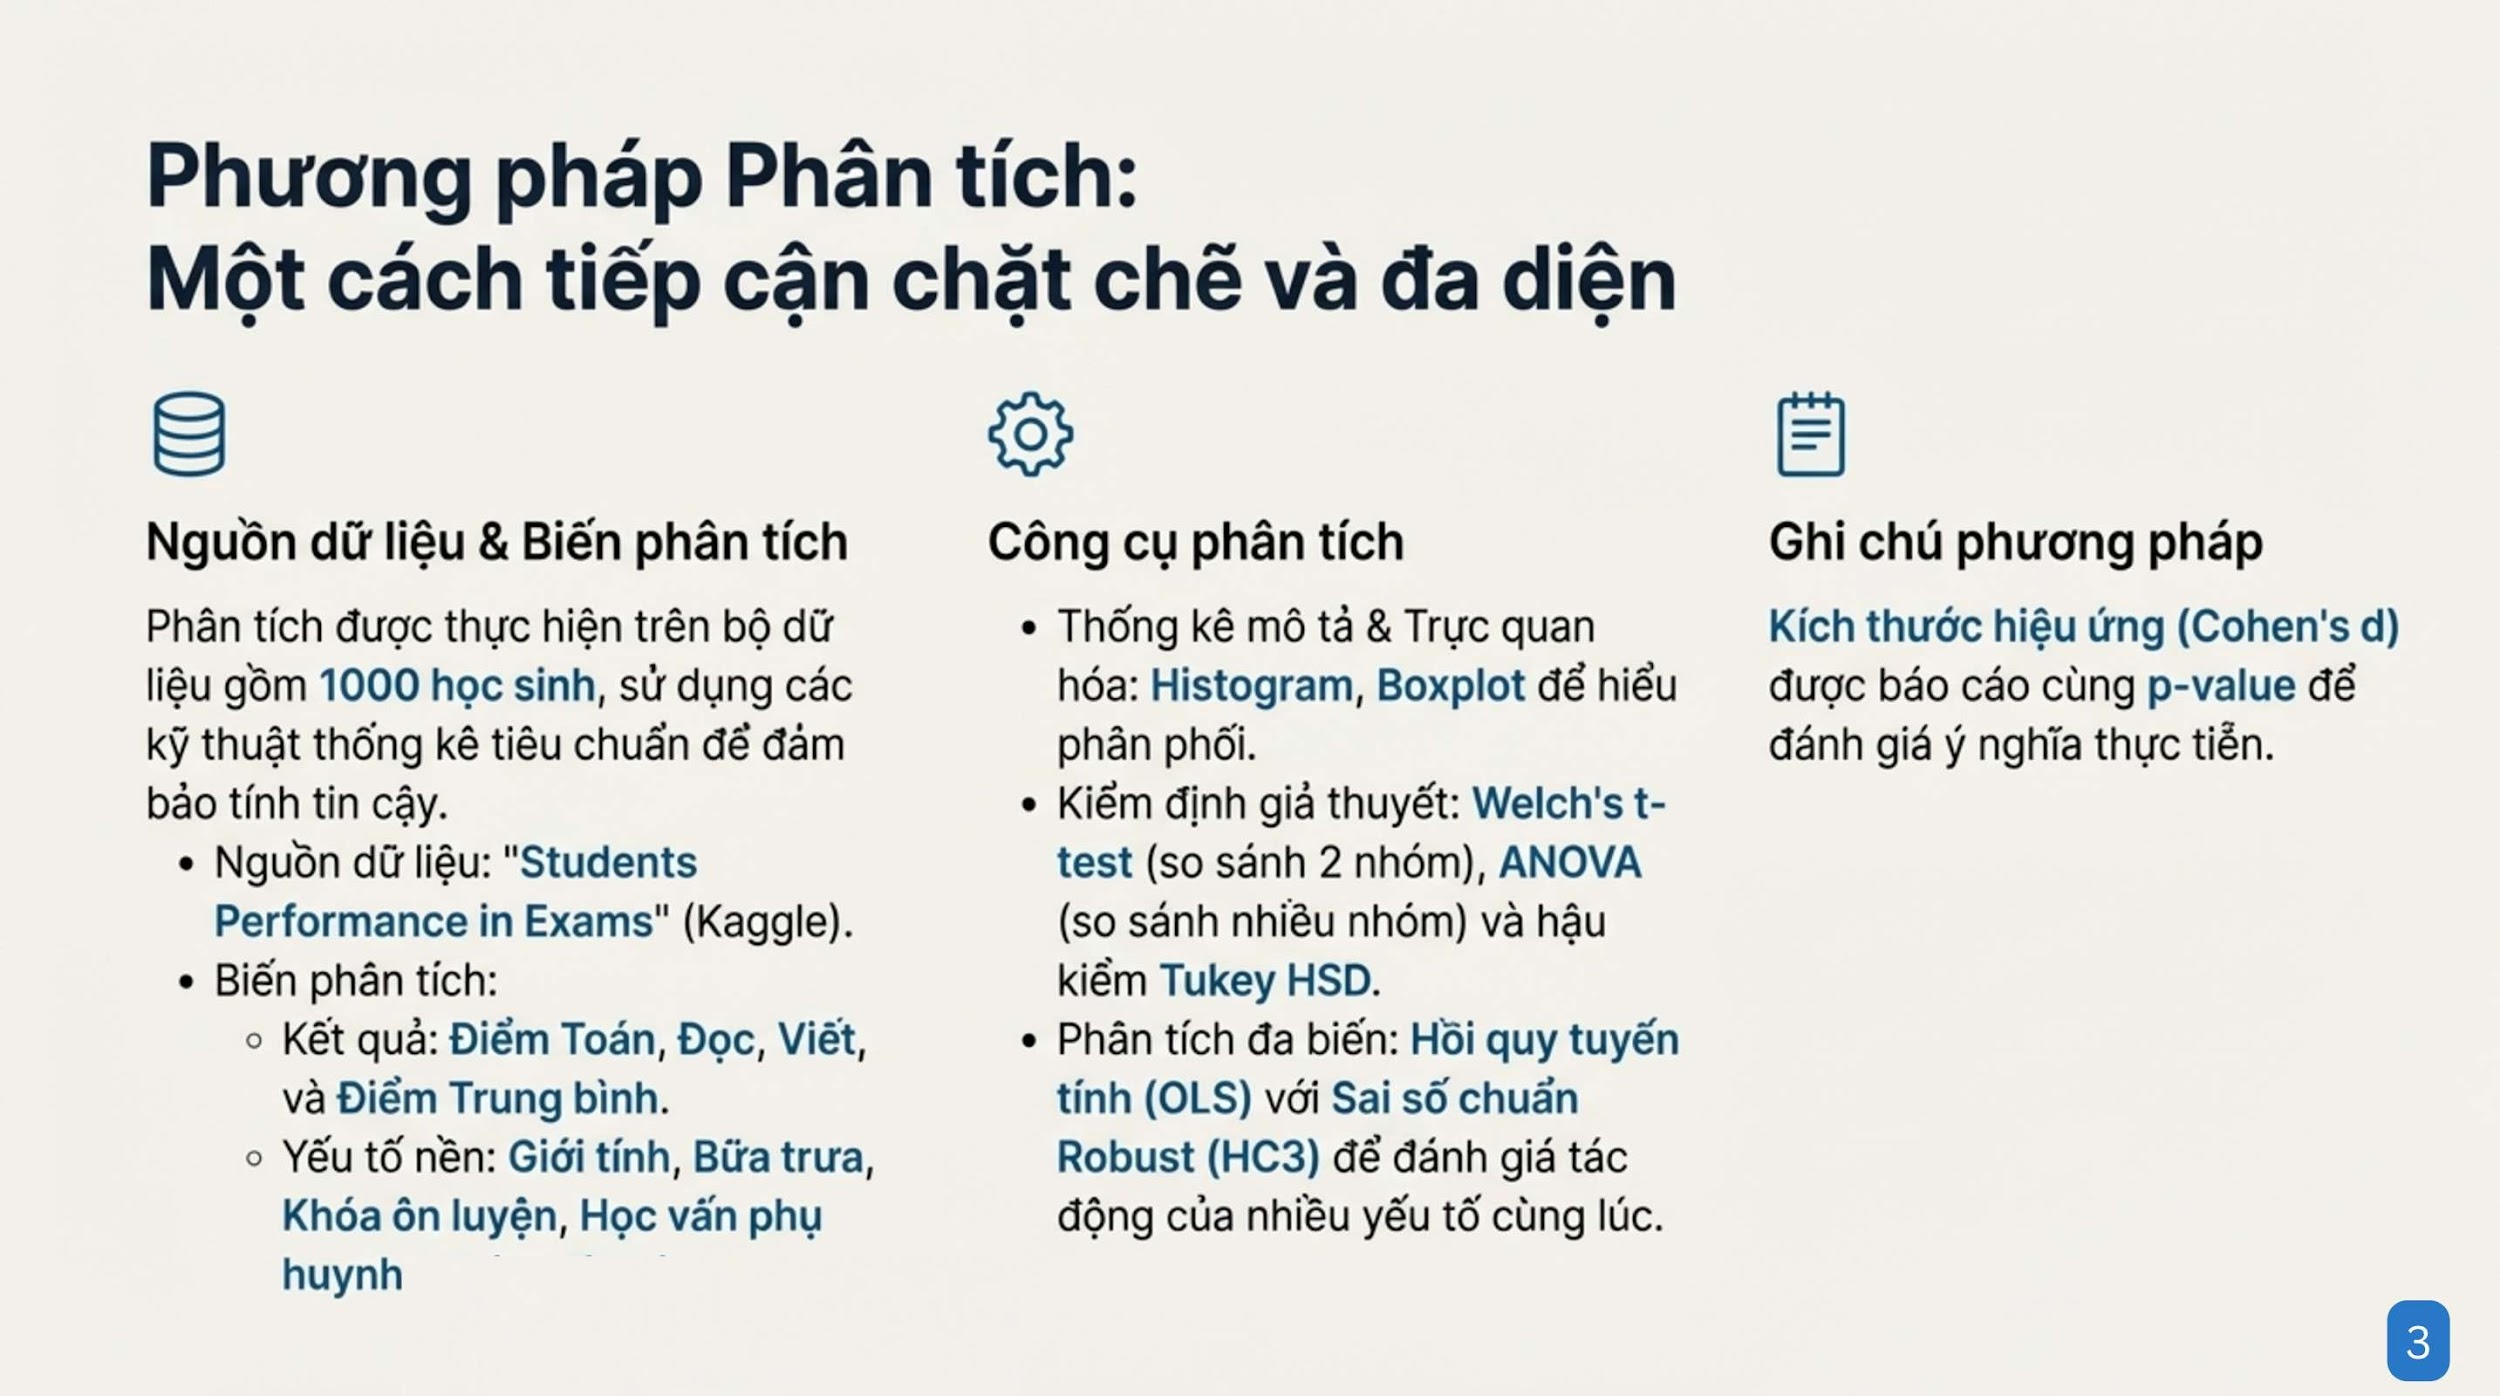 Phương pháp Phân tích:
Một cách tiếp cận chặt chẽ và đa diện
Nguồn dữ liệu & Biến phân tích
Phân tích được thực hiện trên bộ dữ
liệu gồm 1000 học sinh, sử dụng các
kỹ thuật thống kê tiêu chuẩn để đảm
bảo tính tin cậy.
• Nguồn dữ liệu: "Students
Performance in Exams" (Kaggle).
• Biến phân tích:
◦ Kết quả: Điểm Toán, Đọc, Viết,
và Điểm Trung bình.
◦ Yếu tố nền: Giới tính, Bữa trưa,
Khóa ôn luyện, Học vấn phụ
huynh
Công cụ phân tích
• Thống kê mô tả & Trực quan
hóa: Histogram, Boxplot để hiểu
phân phối.
• Kiểm định giả thuyết: Welch's t-
test (so sánh 2 nhóm), ANOVA
(so sánh nhiều nhóm) và hậu
kiểm Tukey HSD.
• Phân tích đa biến: Hồi quy tuyến
tính (OLS) với Sai số chuẩn
Robust (HC3) để đánh giá tác
động của nhiều yếu tố cùng lúc.
Ghi chú phương pháp
Kích thước hiệu ứng (Cohen's d)
được báo cáo cùng p-value để
đánh giá ý nghĩa thực tiễn.
3